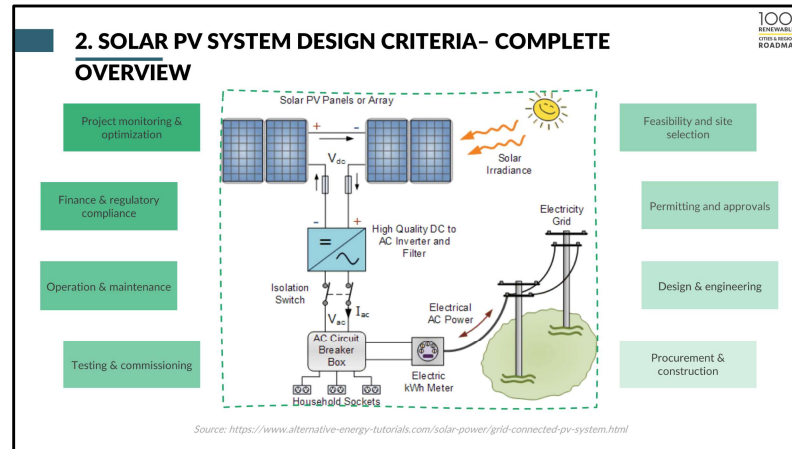 2. SOLAR PV SYSTEM DESIGN CRITERIA– COMPLETE
OVERVIEW
100
RENEWABLE
CITIES & REGIONS
ROADMAP
Project monitoring &
optimization
Finance & regulatory
compliance
Operation & maintenance
Testing & commissioning
Solar PV Panels or Array
+
-
Vdc
Solar
Irradiance
-
+
High Quality DC to
AC Inverter and
Filter
Electricity
Grid
Isolation
Switch
Vac
Iac
Electrical
AC Power
AC Circuit
Breaker
Box
Electric
kWh Meter
Household Sockets
Feasibility and site
selection
Permitting and approvals
Design & engineering
Procurement &
construction
Source: https://www.alternative-energy-tutorials.com/solar-power/grid-connected-pv-system.html